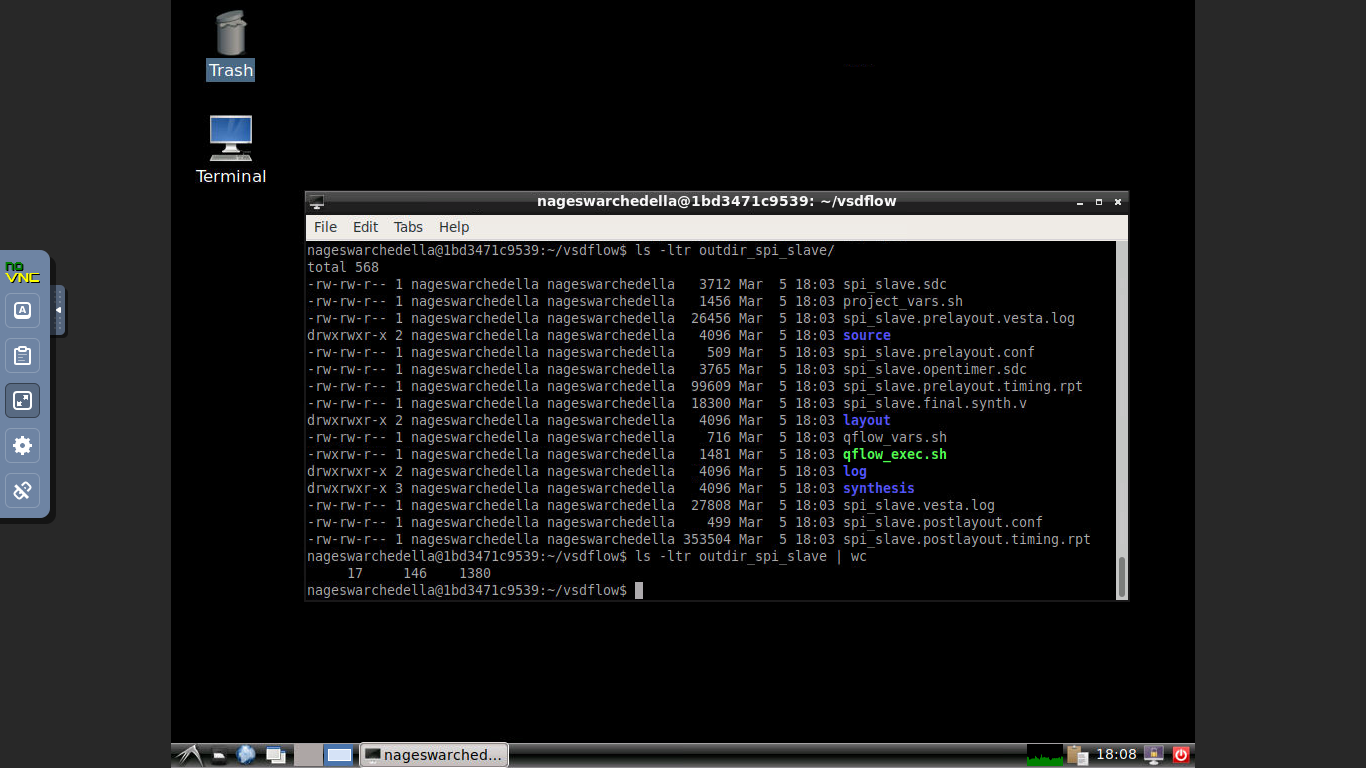 Trash
Terminal
no
VNC
A
nageswarchedella@1bd3471c9539: ~/vsdflow
File Edit Tabs Help
nageswarchedella@1bd3471c9539:~/vsdflow$ ls -ltr outdir_spi_slave/
total 568
-rw-rw-r-- 1 nageswarchedella nageswarchedella   3712 Mar  5 18:03 spi_slave.sdc
-rw-rw-r-- 1 nageswarchedella nageswarchedella   1456 Mar  5 18:03 project_vars.sh
-rw-rw-r-- 1 nageswarchedella nageswarchedella  26456 Mar  5 18:03 spi_slave.prelayout.vesta.log
drwxrwxr-x 2 nageswarchedella nageswarchedella   4096 Mar  5 18:03 source
-rw-rw-r-- 1 nageswarchedella nageswarchedella    509 Mar  5 18:03 spi_slave.prelayout.conf
-rw-rw-r-- 1 nageswarchedella nageswarchedella   3765 Mar  5 18:03 spi_slave.opentimer.sdc
-rw-rw-r-- 1 nageswarchedella nageswarchedella  99609 Mar  5 18:03 spi_slave.prelayout.timing.rpt
-rw-rw-r-- 1 nageswarchedella nageswarchedella  18300 Mar  5 18:03 spi_slave.final.synth.v
drwxrwxr-x 2 nageswarchedella nageswarchedella   4096 Mar  5 18:03 layout
-rw-rw-r-- 1 nageswarchedella nageswarchedella    716 Mar  5 18:03 qflow_vars.sh
-rw-rw-r-- 1 nageswarchedella nageswarchedella   1481 Mar  5 18:03 qflow_exec.sh
drwxrwxr-x 2 nageswarchedella nageswarchedella   4096 Mar  5 18:03 log
drwxrwxr-x 3 nageswarchedella nageswarchedella   4096 Mar  5 18:03 synthesis
-rw-rw-r-- 1 nageswarchedella nageswarchedella  27808 Mar  5 18:03 spi_slave.vesta.log
-rw-rw-r-- 1 nageswarchedella nageswarchedella    499 Mar  5 18:03 spi_slave.postlayout.conf
-rw-rw-r-- 1 nageswarchedella nageswarchedella 353504 Mar  5 18:03 spi_slave.postlayout.timing.rpt
nageswarchedella@1bd3471c9539:~/vsdflow$ ls -ltr outdir_spi_slave | wc
     17     146    1380
nageswarchedella@1bd3471c9539:~/vsdflow$
nageswarched...
18:08